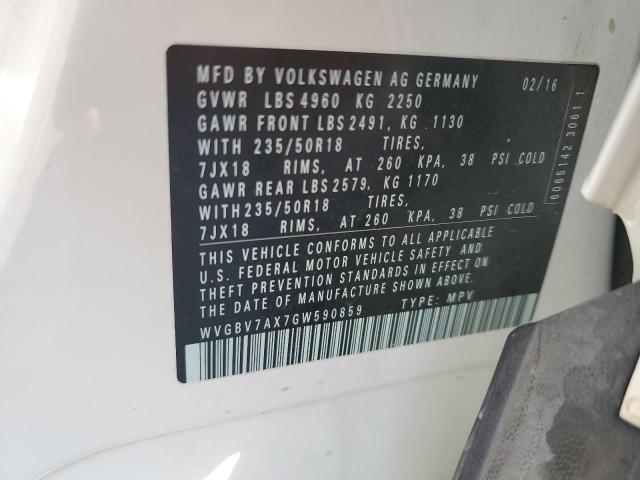 MFD BY VOLKSWAGEN AG GERMANY 02/16
GVWR LBS 4960 KG 2250
GAWR FRONT LBS 2491, KG 1130
WITH 235/50R18 TIRES,
7JX18 RIMS, AT 260 KPA, 38 PSI COLD
GAWR REAR LBS 2579, KG 1170
WITH 235/50R18 TIRES,
7JX18 RIMS, AT 260 KPA, 38 PSI COLD
THIS VEHICLE CONFORMS TO ALL APPLICABLE
U.S. FEDERAL MOTOR VEHICLE SAFETY AND
THEFT PREVENTION STANDARDS IN EFFECT ON
THE DATE OF MANUFACTURE SHOWN ABOVE.
WVGBV7AX7GW590859 TYPE: MPV
6065142 3061 1